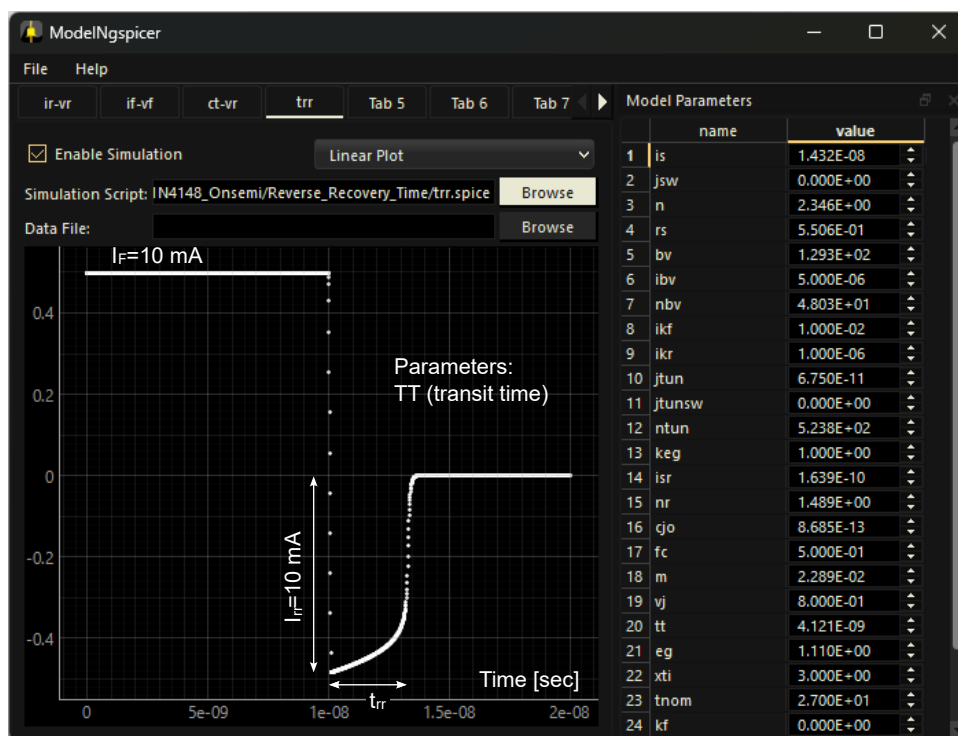 ModelNgspicer
File Help
ir-vr if-vf ct-vr trr Tab 5 Tab 6 Tab 7
Enable Simulation Linear Plot
Simulation Script: IN4148_Onsemi/Reverse_Recovery_Time/trr.spice Browse
Data File: Browse
IF=10 mA
0.4
Parameters:
TT (transit time)
0.2
0
-0.2
Irr=10 mA
-0.4
Time [sec]
trr
0 5e-09 1e-08 1.5e-08 2e-08
Model Parameters
name value
1 is 1.432E-08
2 jsw 0.000E+00
3 n 2.346E+00
4 rs 5.506E-01
5 bv 1.293E+02
6 ibv 5.000E-06
7 nbv 4.803E+01
8 ikf 1.000E-02
9 ikr 1.000E-06
10 jtun 6.750E-11
11 jtunsw 0.000E+00
12 ntun 5.238E+02
13 keg 1.000E+00
14 isr 1.639E-10
15 nr 1.489E+00
16 cjo 8.685E-13
17 fc 5.000E-01
18 m 2.289E-02
19 vj 8.000E-01
20 tt 4.121E-09
21 eg 1.110E+00
22 xti 3.000E+00
23 tnom 2.700E+01
24 kf 0.000E+00